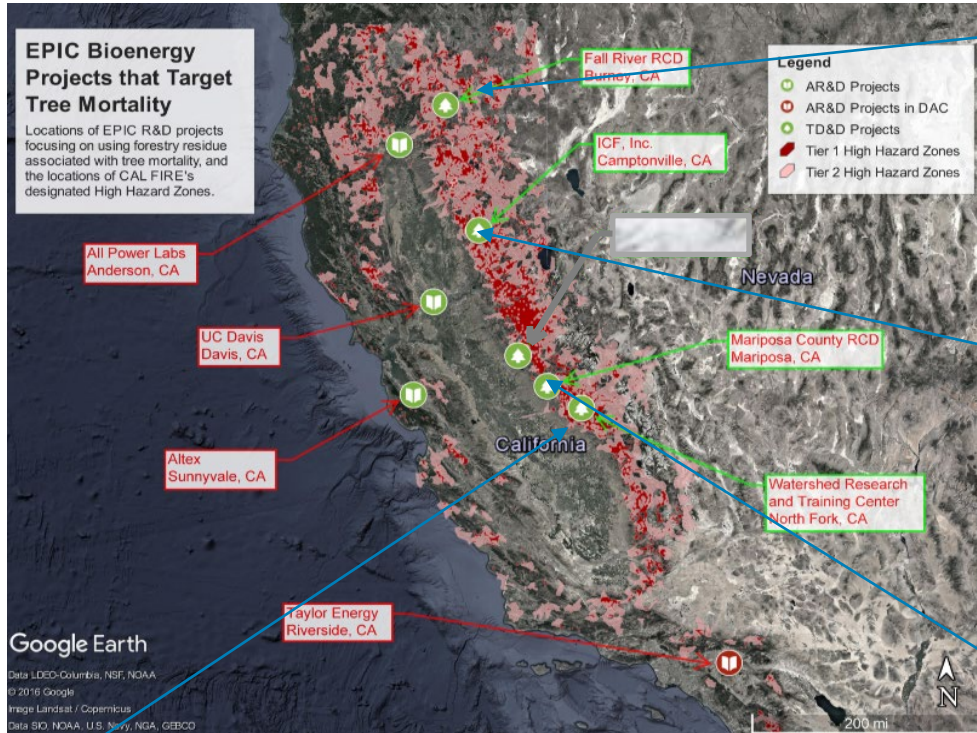 EPIC Bioenergy
Projects that Target
Tree Mortality
Locations of EPIC R&D projects
focusing on using forestry residue
associated with tree mortality, and
the locations of CAL FIRE's
designated High Hazard Zones.
Fall River RCD
Burney, CA
Legend
AR&D Projects
AR&D Projects in DAC
TD&D Projects
Tier 1 High Hazard Zones
Tier 2 High Hazard Zones
ICF, Inc.
Camptonville, CA
All Power Labs
Anderson, CA
Nevada
UC Davis
Davis, CA
Mariposa County RCD
Mariposa, CA
Altex
Sunnyvale, CA
California
Watershed Research
and Training Center
North Fork, CA
Taylor Energy
Riverside, CA
Google Earth
Data LDEO-Columbia, NSF, NOAA
© 2016 Google
Image Landsat / Copernicus
Data SIO, NOAA, U.S. Navy, NGA, GEBCO
N
200 mi